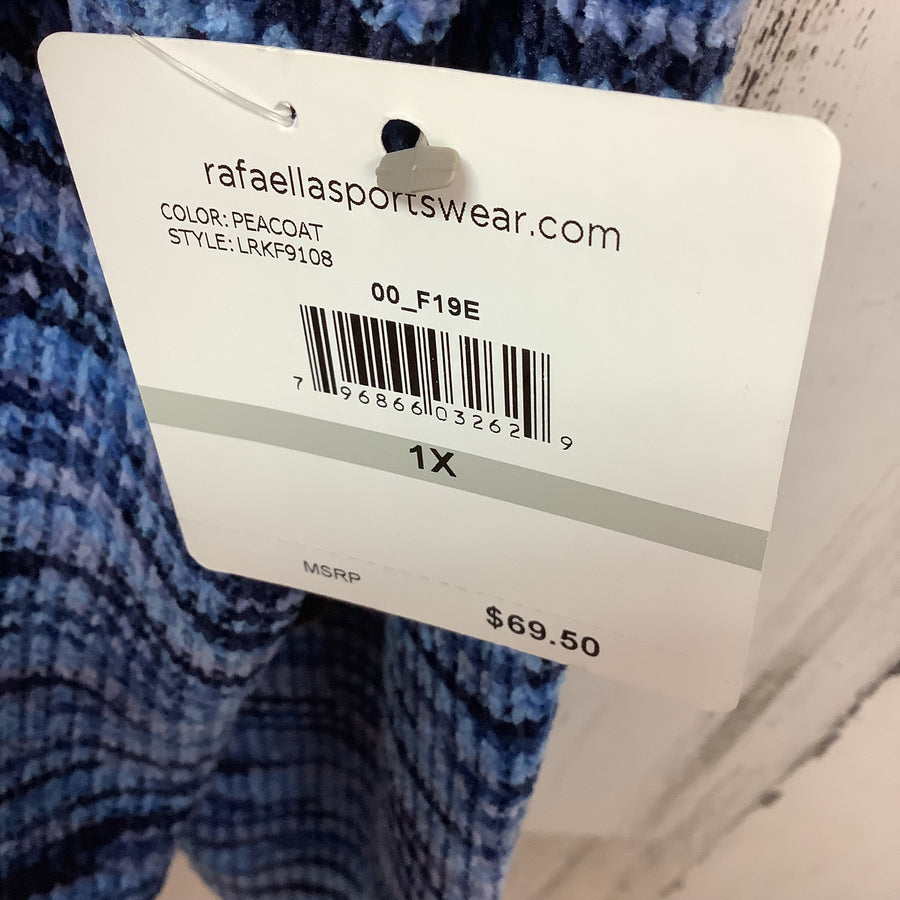 rafaellasportswear.com
COLOR: PEACOAT
STYLE: LRKF9108
00_F19E
7 96866 03262 9
1X
MSRP
$69.50